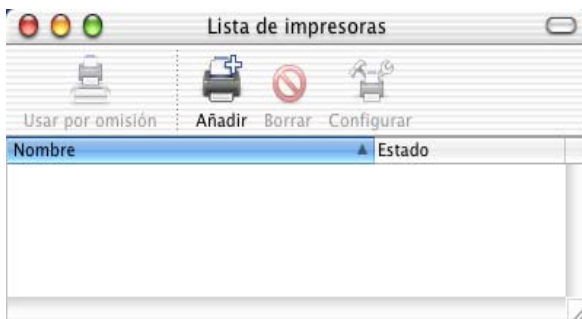 Lista de impresoras
Usar por omisión Añadir Borrar Configurar
Nombre Estado